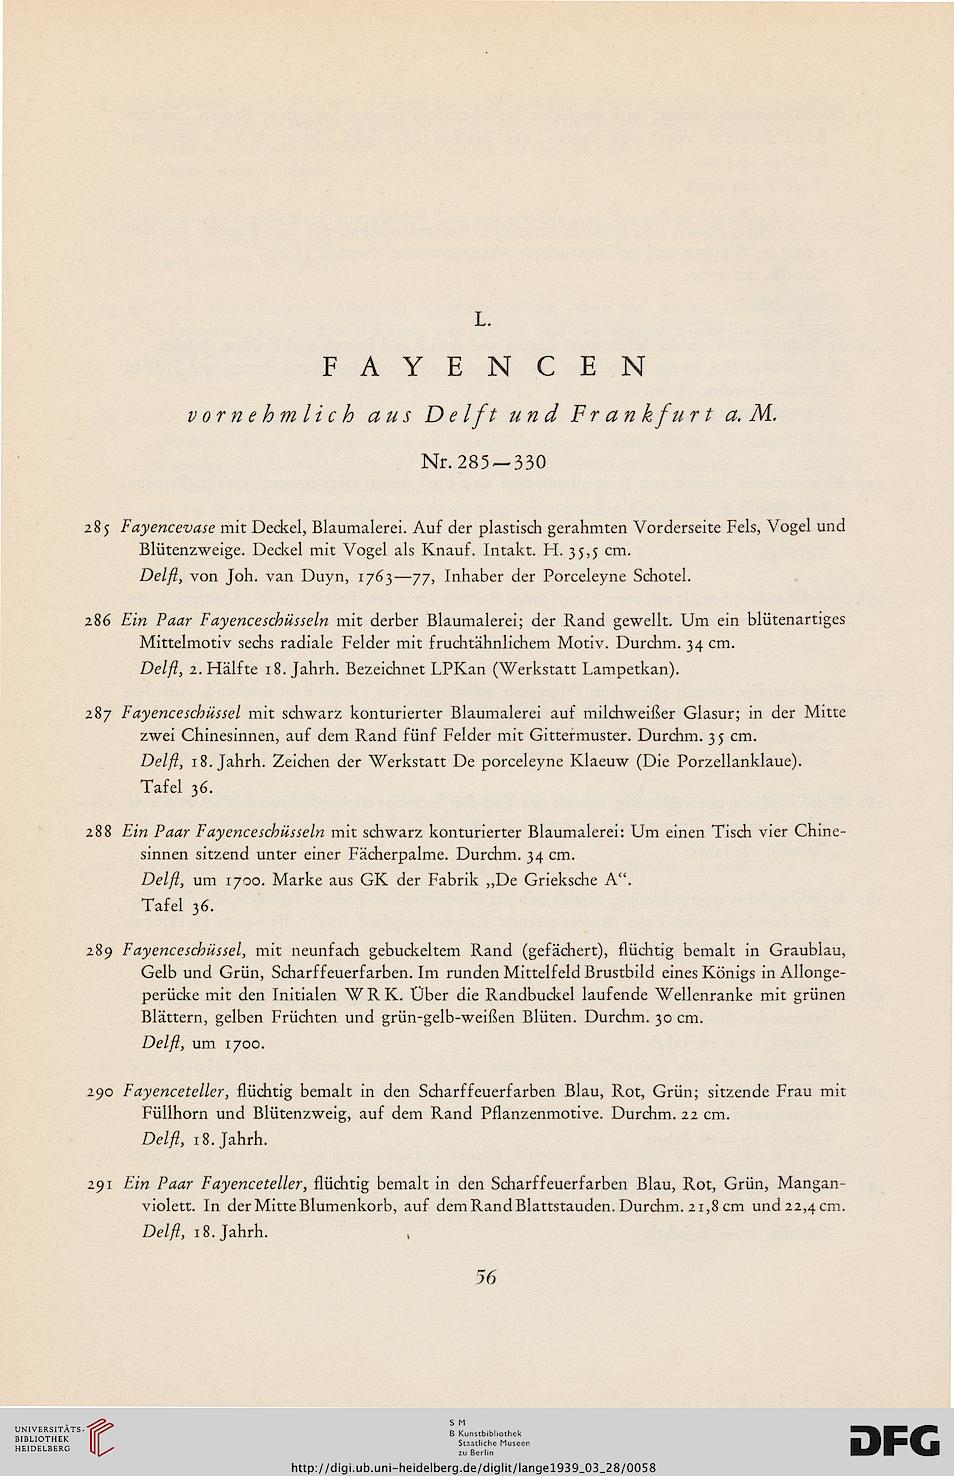 L.
FAYENCEN
vornehmlich aus Delft und Frankfurt a. M.
Nr. 285—330
285 Fayencevase mit Deckel, Blaumalerei. Auf der plastisch gerahmten Vorderseite Fels, Vogel und
Blütenzweige. Deckel mit Vogel als Knauf. Intakt. H. 35,5 cm.
Delft, von Joh. van Duyn, 1763—77, Inhaber der Porceleyne Schotel.
286 Ein Paar Fayenceschüsseln mit derber Blaumalerei; der Rand gewellt. Um ein blütenartiges
Mittelmotiv sechs radiale Felder mit fruchtähnlichem Motiv. Durchm. 34 cm.
Delft, 2. Hälfte 18. Jahrh. Bezeichnet LPKan (Werkstatt Lampetkan).
287 Fayenceschüssel mit schwarz konturierter Blaumalerei auf milchweißer Glasur; in der Mitte
zwei Chinesinnen, auf dem Rand fünf Felder mit Gittermuster. Durchm. 35 cm.
Delft, 18. Jahrh. Zeichen der Werkstatt De porceleyne Klaeuw (Die Porzellanklaue).
Tafel 36.
288 Ein Paar Fayenceschüsseln mit schwarz konturierter Blaumalerei: Um einen Tisch vier Chine-
sinnen sitzend unter einer Fächerpalme. Durchm. 34 cm.
Delft, um 1700. Marke aus GK der Fabrik „De Grieksche A“.
Tafel 36.
289 Fayenceschüssel, mit neunfach gebuckeltem Rand (gefächert), flüchtig bemalt in Graublau,
Gelb und Grün, Scharffeuerfarben. Im runden Mittelfeld Brustbild eines Königs in Allonge-
perücke mit den Initialen W R K. Über die Randbuckel laufende Wellenranke mit grünen
Blättern, gelben Früchten und grün-gelb-weißen Blüten. Durchm. 30 cm.
Delft, um 1700.
290 Fayenceteller, flüchtig bemalt in den Scharffeuerfarben Blau, Rot, Grün; sitzende Frau mit
Füllhorn und Blütenzweig, auf dem Rand Pflanzenmotive. Durchm. 22 cm.
Delft, 18. Jahrh.
291 Ein Paar Fayenceteller, flüchtig bemalt in den Scharffeuerfarben Blau, Rot, Grün, Mangan-
violett. In der Mitte Blumenkorb, auf dem Rand Blattstauden. Durchm. 21,8 cm und 22,4 cm.
Delft, 18. Jahrh.
56
UNIVERSITÄTS-
BIBLIOTHEK
HEIDELBERG
S M
B Kunstbibliothek
Staatliche Museen
zu Berlin
DFG
http://digi.ub.uni-heidelberg.de/diglit/lange1939_03_28/0058